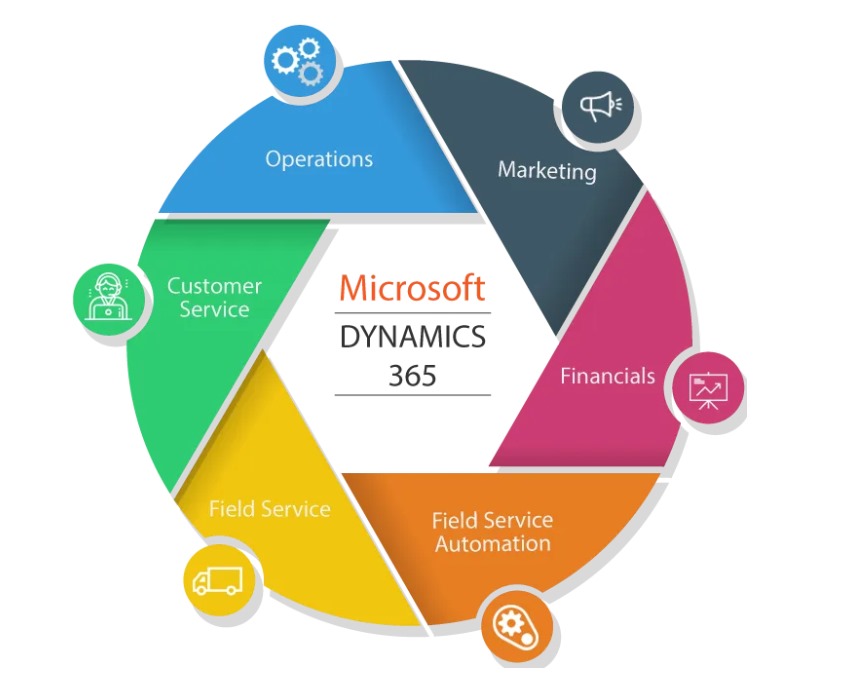 Operations
Marketing
Customer
Service
Microsoft
DYNAMICS
365
Financials
Field Service
Field Service
Automation